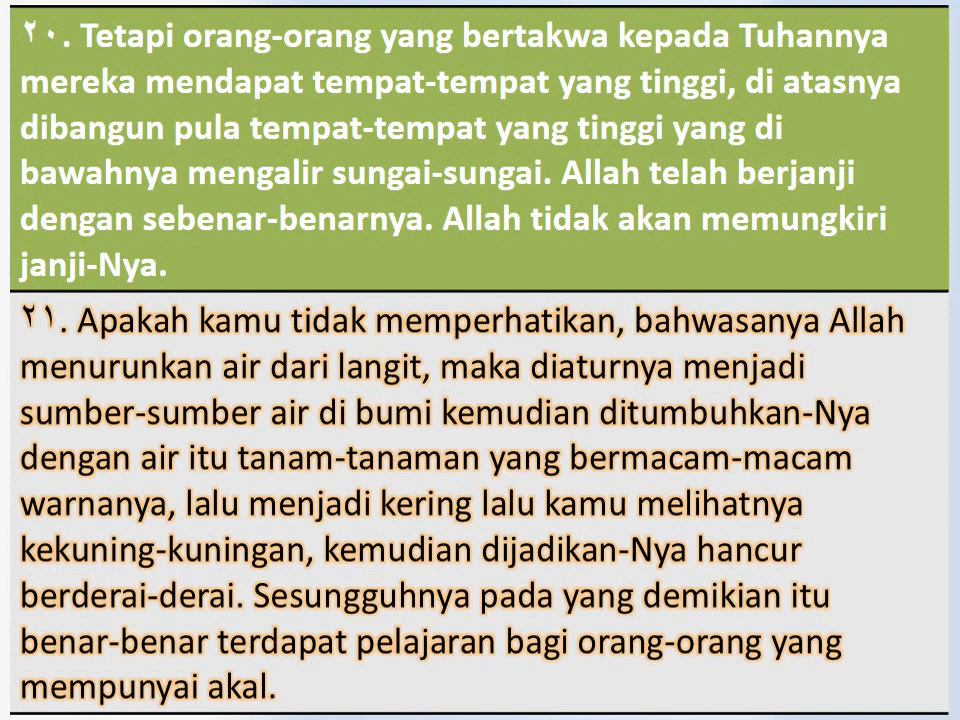 ٢٠. Tetapi orang-orang yang bertakwa kepada Tuhannya
mereka mendapat tempat-tempat yang tinggi, di atasnya
dibangun pula tempat-tempat yang tinggi yang di
bawahnya mengalir sungai-sungai. Allah telah berjanji
dengan sebenar-benarnya. Allah tidak akan memungkiri
janji-Nya.
٢١. Apakah kamu tidak memperhatikan, bahwasanya Allah
menurunkan air dari langit, maka diaturnya menjadi
sumber-sumber air di bumi kemudian ditumbuhkan-Nya
dengan air itu tanam-tanaman yang bermacam-macam
warnanya, lalu menjadi kering lalu kamu melihatnya
kekuning-kuningan, kemudian dijadikan-Nya hancur
berderai-derai. Sesungguhnya pada yang demikian itu
benar-benar terdapat pelajaran bagi orang-orang yang
mempunyai akal.